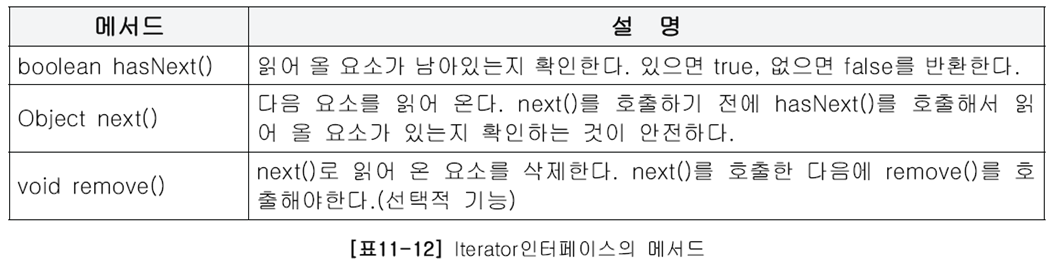 메서드 설 명
boolean hasNext() 읽어 올 요소가 남아있는지 확인한다. 있으면 true, 없으면 false를 반환한다.
Object next() 다음 요소를 읽어 온다. next()를 호출하기 전에 hasNext()를 호출해서 읽
어 올 요소가 있는지 확인하는 것이 안전하다.
void remove() next()로 읽어 온 요소를 삭제한다. next()를 호출한 다음에 remove()를 호
출해야한다.(선택적 기능)
[표11-12] Iterator인터페이스의 메서드